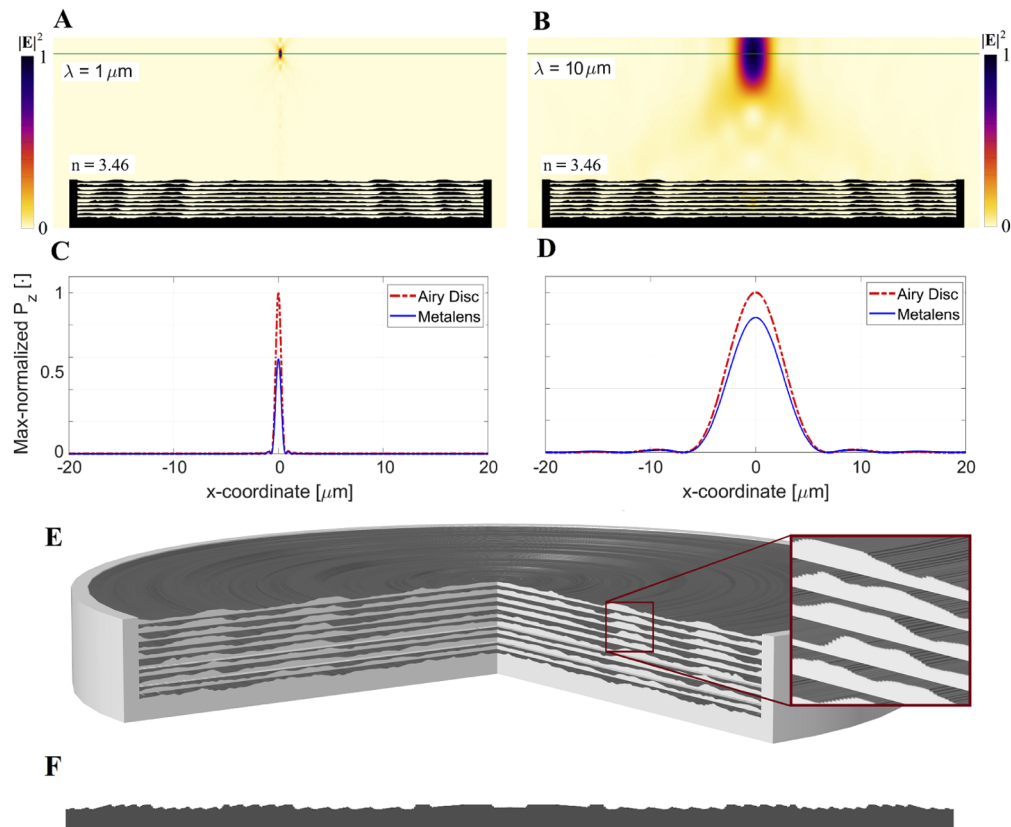 A
B
|E|²
1
λ = 1 μm
n = 3.46
0
λ = 10 μm
n = 3.46
|E|²
1
0
C
D
Max-normalized P_z [·]
1
0.5
0
Airy Disc
Metalens
-20
-10
0
10
20
x-coordinate [μm]
Airy Disc
Metalens
-20
-10
0
10
20
x-coordinate [μm]
E
F